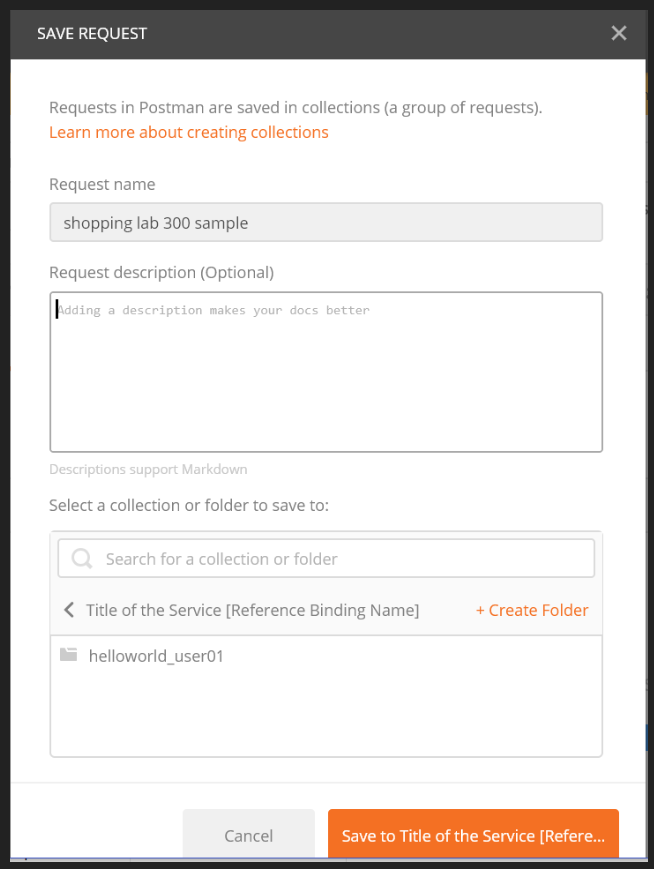 SAVE REQUEST
Requests in Postman are saved in collections (a group of requests).
Learn more about creating collections
Request name
shopping lab 300 sample
Request description (Optional)
Adding a description makes your docs better
Descriptions support Markdown
Select a collection or folder to save to:
Search for a collection or folder
Title of the Service [Reference Binding Name] + Create Folder
helloworld_user01
Cancel Save to Title of the Service [Refere...